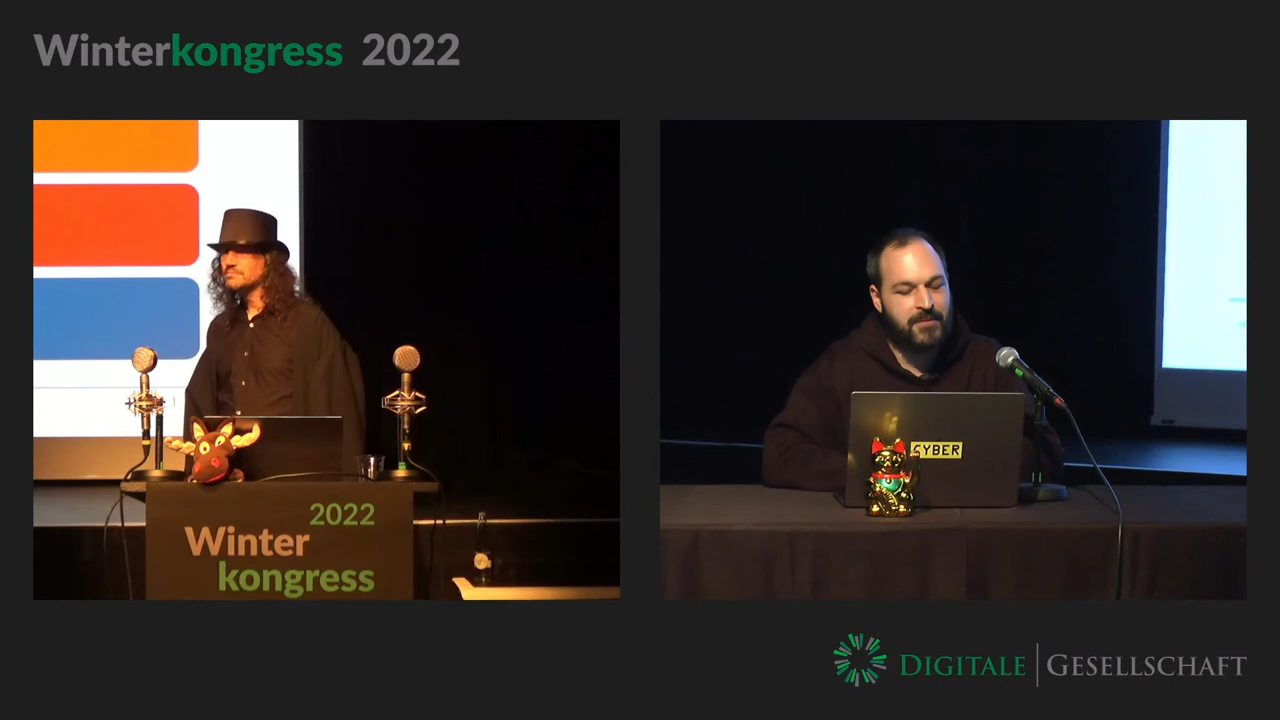 Winterkongress 2022
2022
Winter
kongress
CYBER
DIGITALE | GESELLSCHAFT